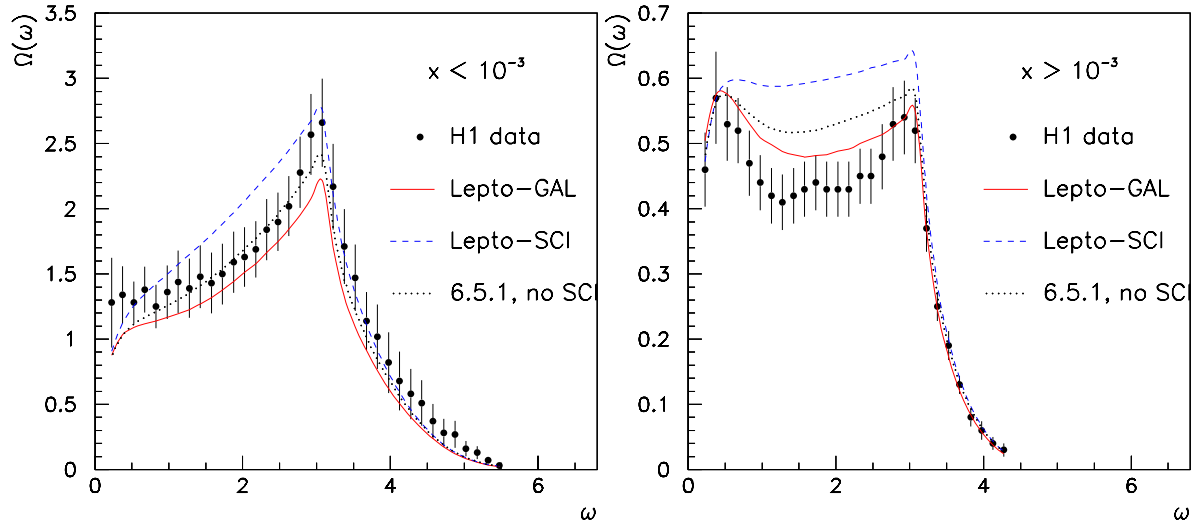 Ω(ω)
3.5
3
2.5
2
1.5
1
0.5
0
0
2
4
6
ω
x < 10⁻³
H1 data
Lepto−GAL
Lepto−SCI
6.5.1, no SCI
Ω(ω)
0.7
0.6
0.5
0.4
0.3
0.2
0.1
0
0
2
4
6
ω
x > 10⁻³
H1 data
Lepto−GAL
Lepto−SCI
6.5.1, no SCI